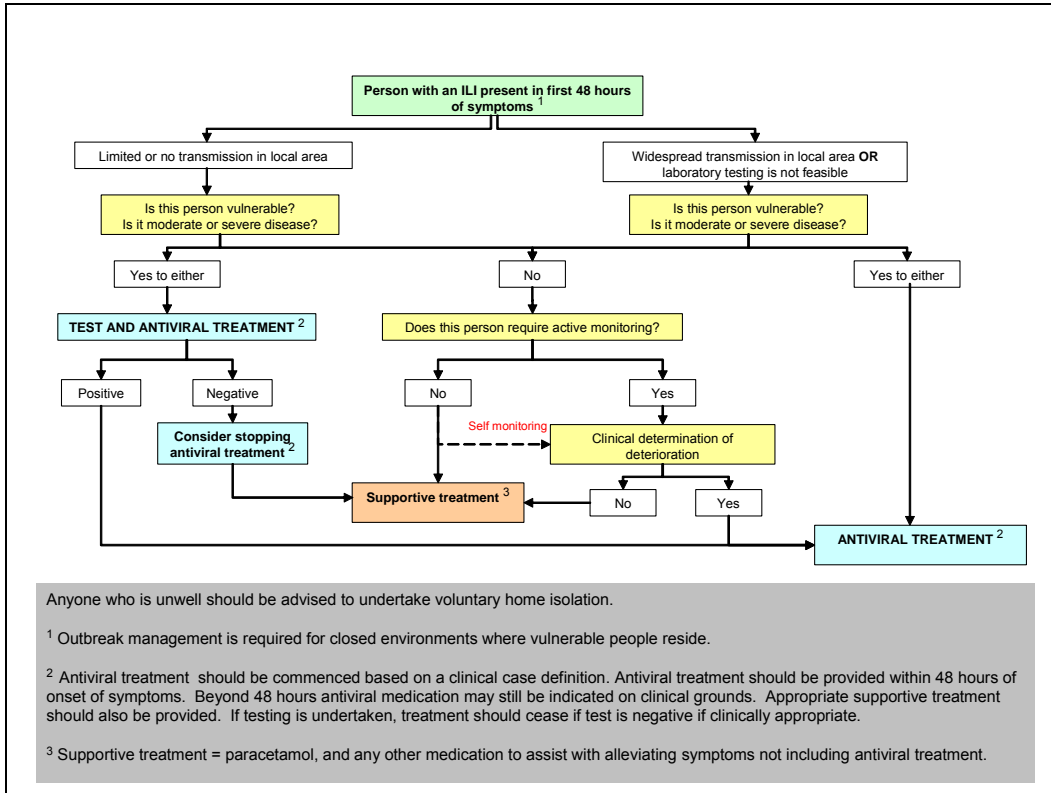 Person with an ILI present in first 48 hours
of symptoms 1
Limited or no transmission in local area
Widespread transmission in local area OR
laboratory testing is not feasible
Is this person vulnerable?
Is it moderate or severe disease?
Is this person vulnerable?
Is it moderate or severe disease?
Yes to either
No
Yes to either
TEST AND ANTIVIRAL TREATMENT 2
Does this person require active monitoring?
Positive
Negative
No
Yes
Self monitoring
Consider stopping
antiviral treatment 2
Clinical determination of
deterioration
Supportive treatment 3
No
Yes
ANTIVIRAL TREATMENT 2
Anyone who is unwell should be advised to undertake voluntary home isolation.
1 Outbreak management is required for closed environments where vulnerable people reside.
2 Antiviral treatment  should be commenced based on a clinical case definition. Antiviral treatment should be provided within 48 hours of
onset of symptoms.  Beyond 48 hours antiviral medication may still be indicated on clinical grounds.  Appropriate supportive treatment
should also be provided.  If testing is undertaken, treatment should cease if test is negative if clinically appropriate.
3 Supportive treatment = paracetamol, and any other medication to assist with alleviating symptoms not including antiviral treatment.